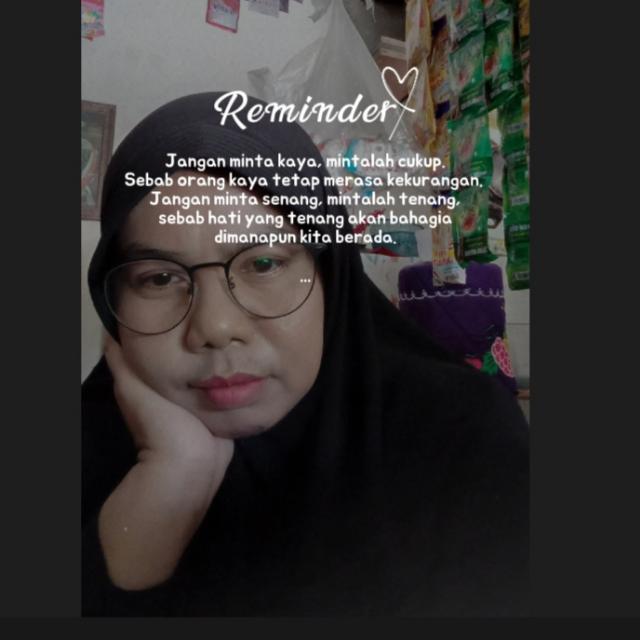 Reminder
Jangan minta kaya, mintalah cukup.
Sebab orang kaya tetap merasa kekurangan.
Jangan minta senang, mintalah tenang,
sebab hati yang tenang akan bahagia
dimanapun kita berada.
...